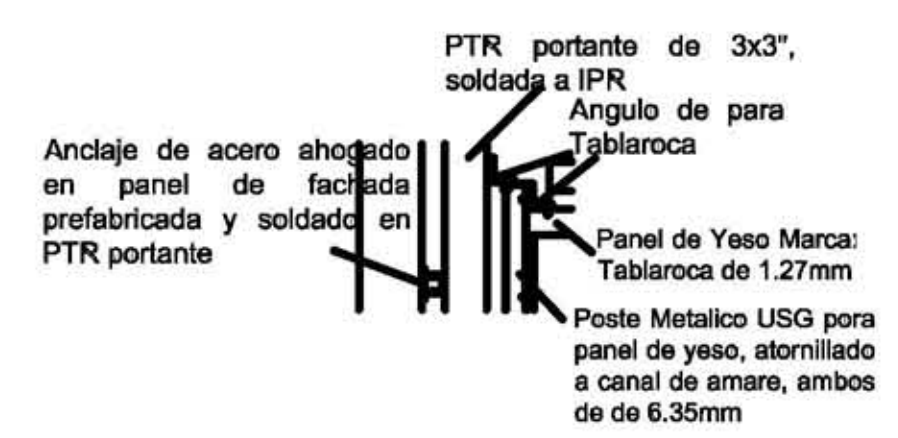 PTR portante de 3x3",
soldada a IPR
Angulo de para
Tablaroca
Anclaje de acero ahogado
en panel de fachada
prefabricada y soldado en
PTR portante
Panel de Yeso Marca:
Tablaroca de 1.27mm
Poste Metalico USG pora
panel de yeso, atornillado
a canal de amare, ambos
de de 6.35mm